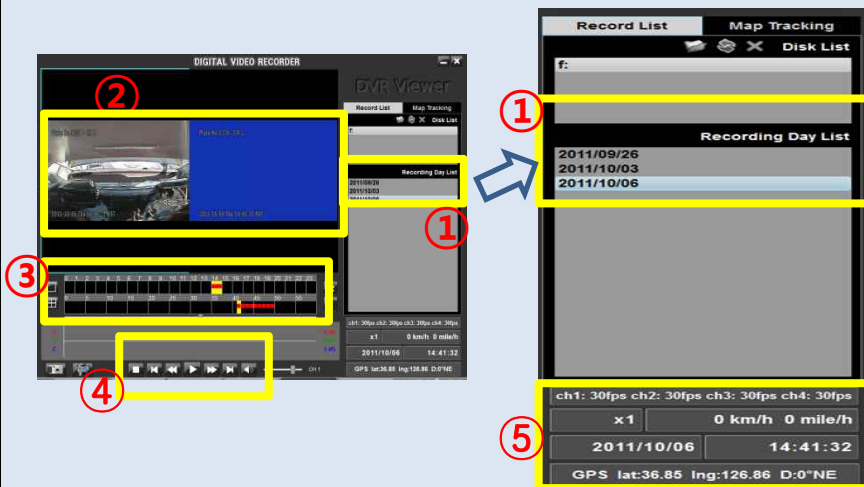 DIGITAL VIDEO RECORDER
DVR Viewer
Record List Map Tracking
Disk List
f:
Recording Day List
2011/09/26
2011/10/03
2011/10/06
②
①
③
④
0 1 2 3 4 5 6 7 8 9 10 11 12 13 14 15 16 17 18 19 20 21 22 23
0 5 10 15 20 25 30 35 40 45 50 55
ch1: 30fps ch2: 30fps ch3: 30fps ch4: 30fps
x1 0 km/h 0 mile/h
2011/10/06 14:41:32
GPS lat:36.85 lng:126.86 D:0"NE
CH 1
Record List Map Tracking
Disk List
f:
①
Recording Day List
2011/09/26
2011/10/03
2011/10/06
⑤
ch1: 30fps ch2: 30fps ch3: 30fps ch4: 30fps
x1 0 km/h 0 mile/h
2011/10/06 14:41:32
GPS lat:36.85 lng:126.86 D:0"NE